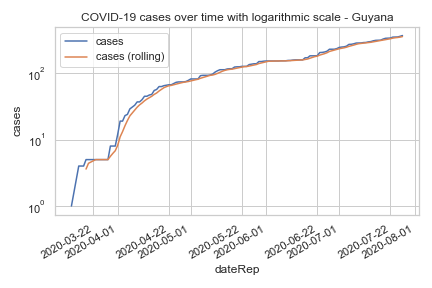 COVID-19 cases over time with logarithmic scale - Guyana
cases
cases (rolling)
10²
10¹
10⁰
cases
2020-03-22
2020-04-01
2020-04-22
2020-05-01
2020-05-22
2020-06-01
2020-06-22
2020-07-01
2020-07-22
2020-08-01
dateRep